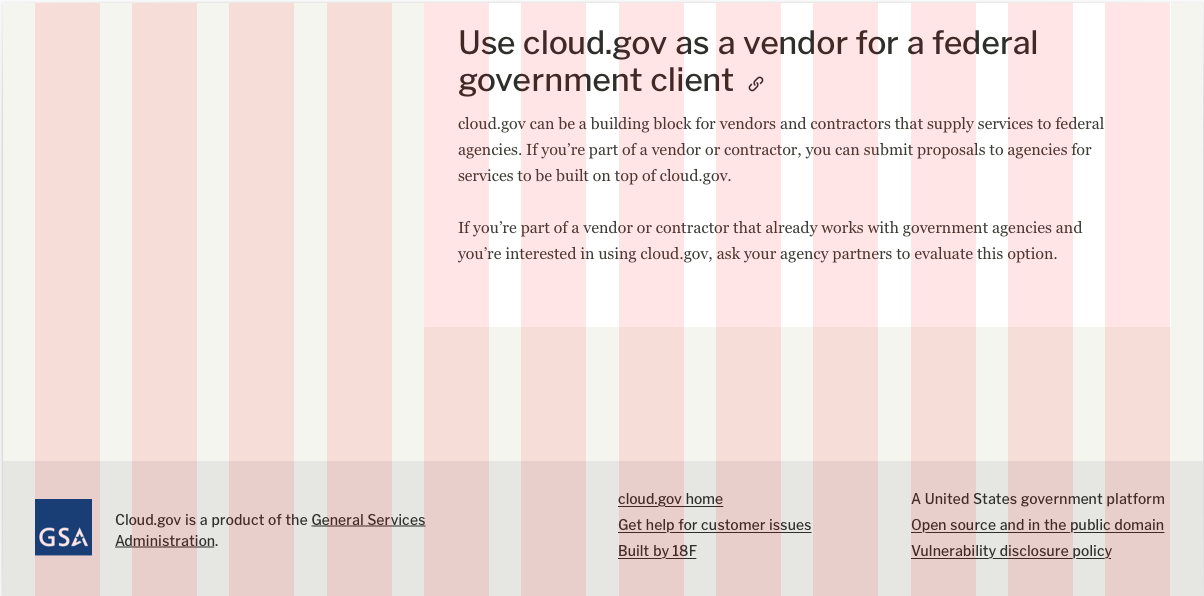 Use cloud.gov as a vendor for a federal
government client
cloud.gov can be a building block for vendors and contractors that supply services to federal
agencies. If you’re part of a vendor or contractor, you can submit proposals to agencies for
services to be built on top of cloud.gov.
If you’re part of a vendor or contractor that already works with government agencies and
you’re interested in using cloud.gov, ask your agency partners to evaluate this option.
GSA
Cloud.gov is a product of the General Services
Administration.
cloud.gov home
Get help for customer issues
Built by 18F
A United States government platform
Open source and in the public domain
Vulnerability disclosure policy